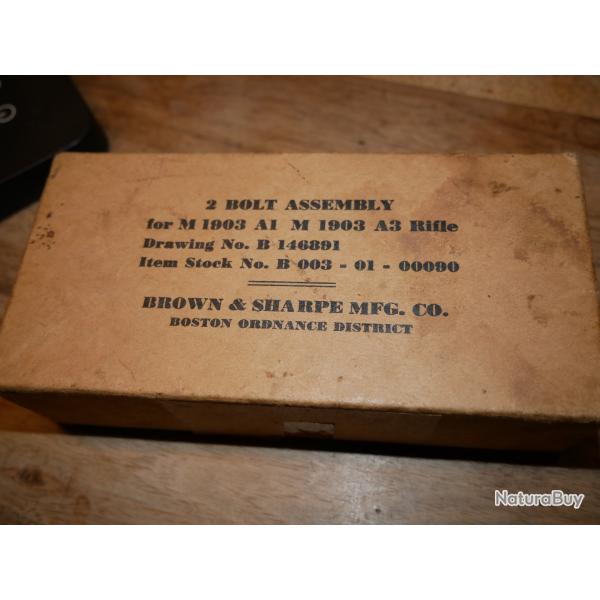 2 BOLT ASSEMBLY
for M 1903 A1 M 1903 A3 Rifle
Drawing No. B 146891
Item Stock No. B 003 - 01 - 00090
BROWN & SHARPE MFG. CO.
BOSTON ORDNANCE DISTRICT
NaturaBuy